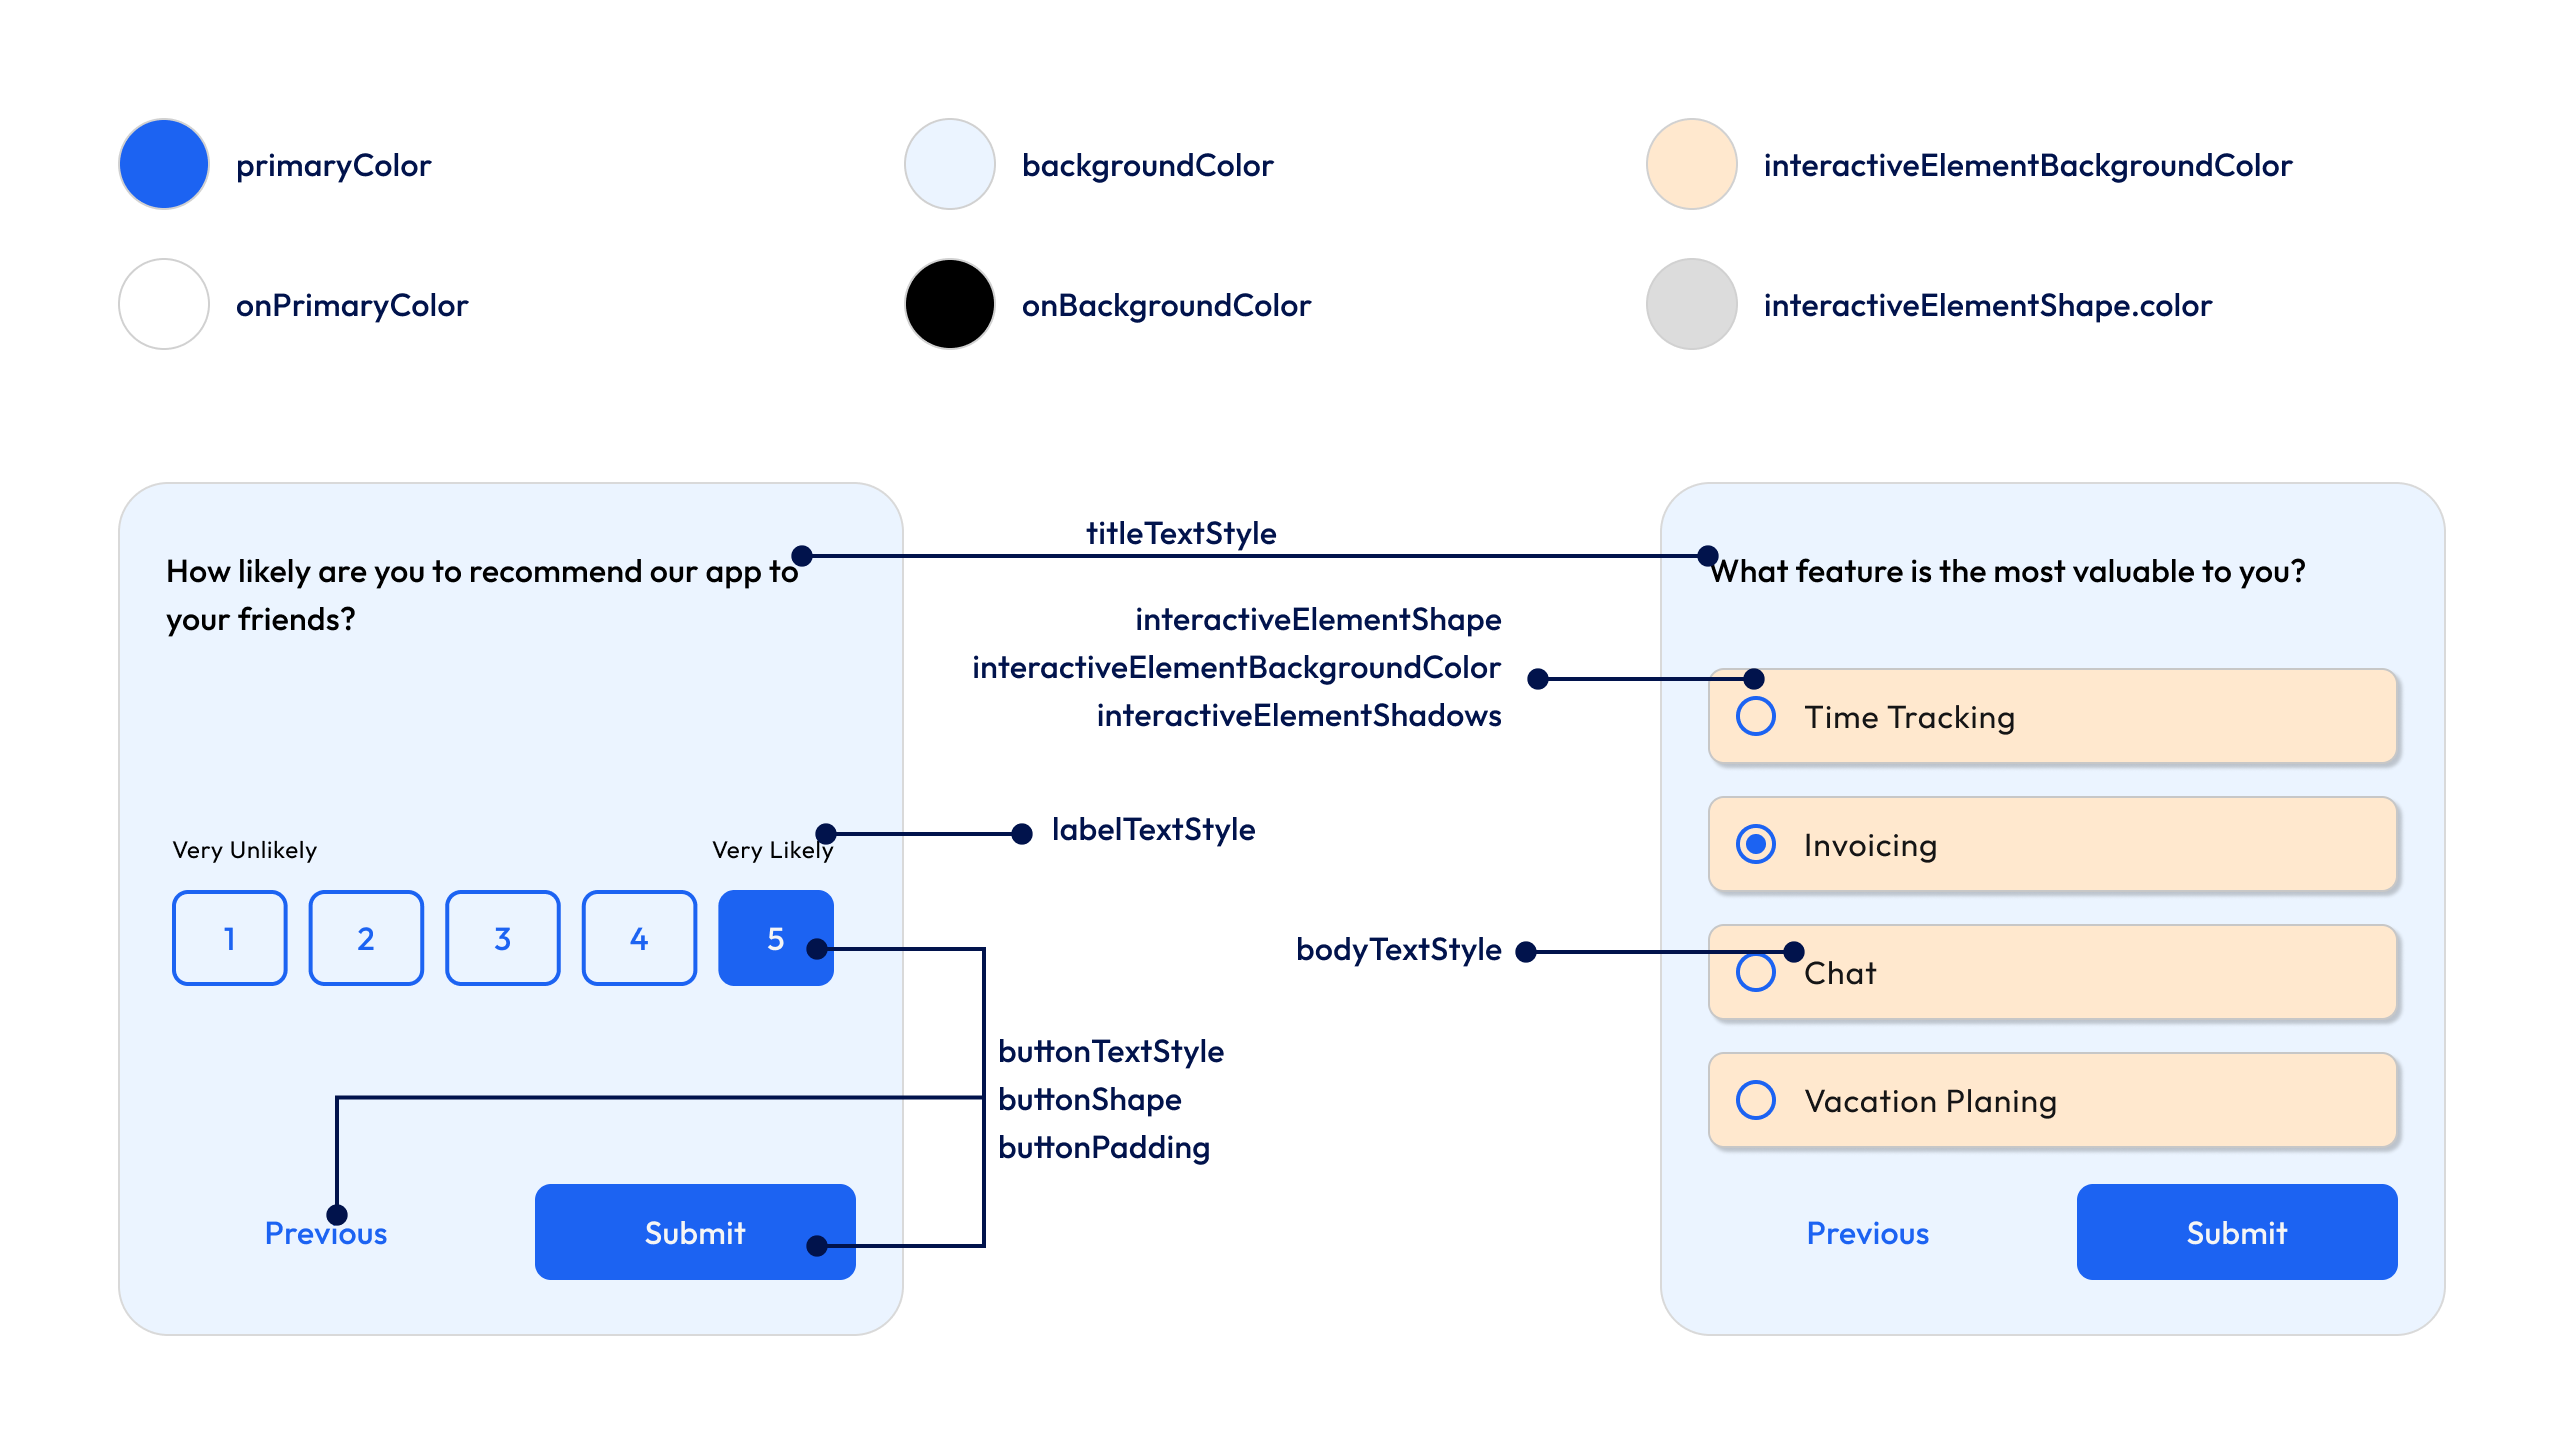 primaryColor
backgroundColor
interactiveElementBackgroundColor
onPrimaryColor
onBackgroundColor
interactiveElementShape.color
How likely are you to recommend our app to
your friends?
Very Unlikely
Very Likely
1
2
3
4
5
Previous
Submit
titleTextStyle
interactiveElementShape
interactiveElementBackgroundColor
interactiveElementShadows
labelTextStyle
bodyTextStyle
buttonTextStyle
buttonShape
buttonPadding
What feature is the most valuable to you?
Time Tracking
Invoicing
Chat
Vacation Planing
Previous
Submit